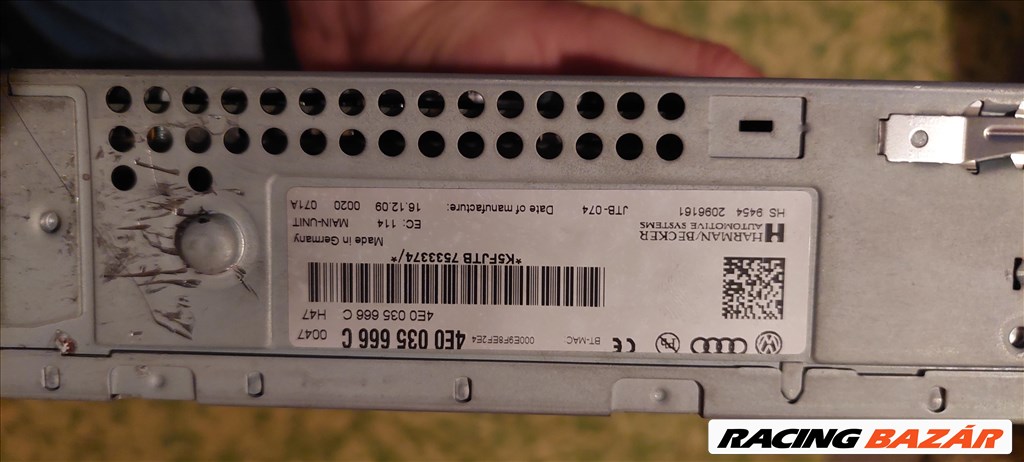 4E0 035 666 C 0047
BT-MAC: 000E9F8EF2E4
4E0 035 666 C H47
*K5FJTB 7533374/*
HARMAN/BECKER
AUTOMOTIVE SYSTEMS
Made in Germany
EC: 114 MAIN-UNIT
HS 9454 2096161 JTB-074 Date of manufacture: 16.12.09 0020 071A
RACING BAZÁR